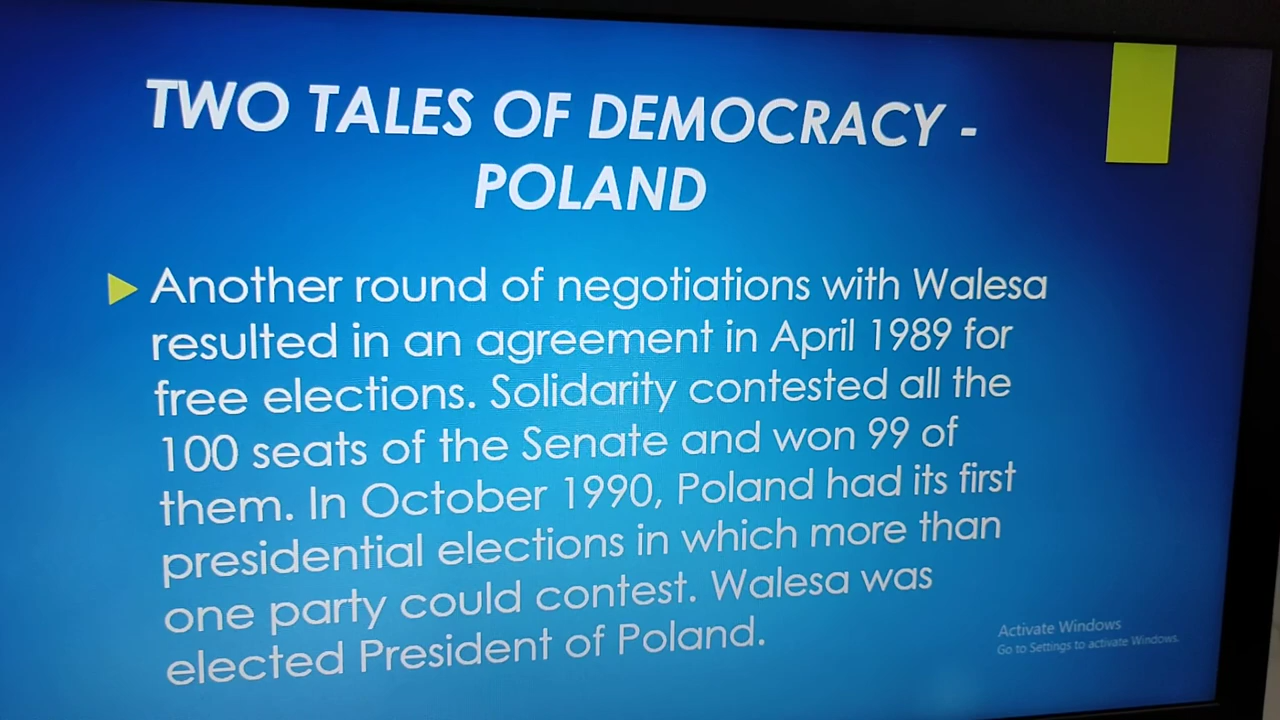 TWO TALES OF DEMOCRACY -
POLAND
Another round of negotiations with Walesa
resulted in an agreement in April 1989 for
free elections. Solidarity contested all the
100 seats of the Senate and won 99 of
them. In October 1990, Poland had its first
presidential elections in which more than
one party could contest. Walesa was
elected President of Poland.
Activate Windows
Go to Settings to activate Windows.